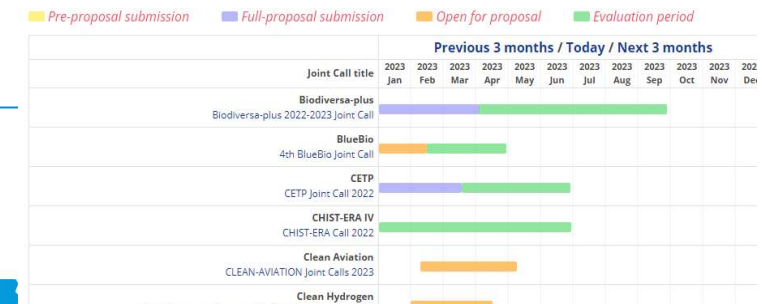 Pre-proposal submission Full-proposal submission Open for proposal Evaluation period
Previous 3 months / Today / Next 3 months
Joint Call title
2023 2023 2023 2023 2023 2023 2023 2023 2023 2023 2023
Jan Feb Mar Apr May Jun Jul Aug Sep Oct Nov
Biodiversa-plus
Biodiversa-plus 2022-2023 Joint Call
BlueBio
4th BlueBio Joint Call
CETP
CETP Joint Call 2022
CHIST-ERA IV
CHIST-ERA Call 2022
Clean Aviation
CLEAN-AVIATION Joint Calls 2023
Clean Hydrogen